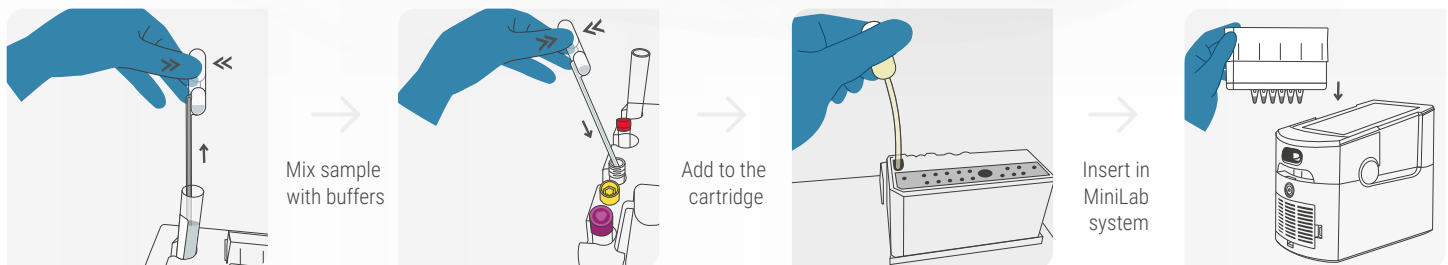 Mix sample
with buffers
Add to the
cartridge
Insert in
MiniLab
system